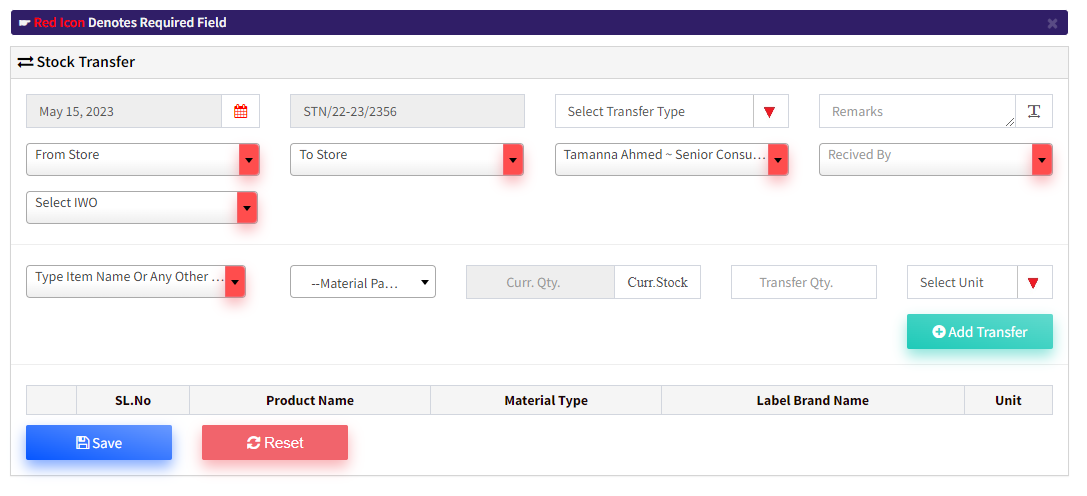 ☛ Red Icon Denotes Required Field ×
Stock Transfer
May 15, 2023 STN/22-23/2356 Select Transfer Type Remarks
From Store To Store Tamanna Ahmed ~ Senior Consu... Recived By
Select IWO
Type Item Name Or Any Other ... --Material Pa... Curr. Qty. Curr.Stock Transfer Qty. Select Unit
Add Transfer
SL.No Product Name Material Type Label Brand Name Unit
Save Reset